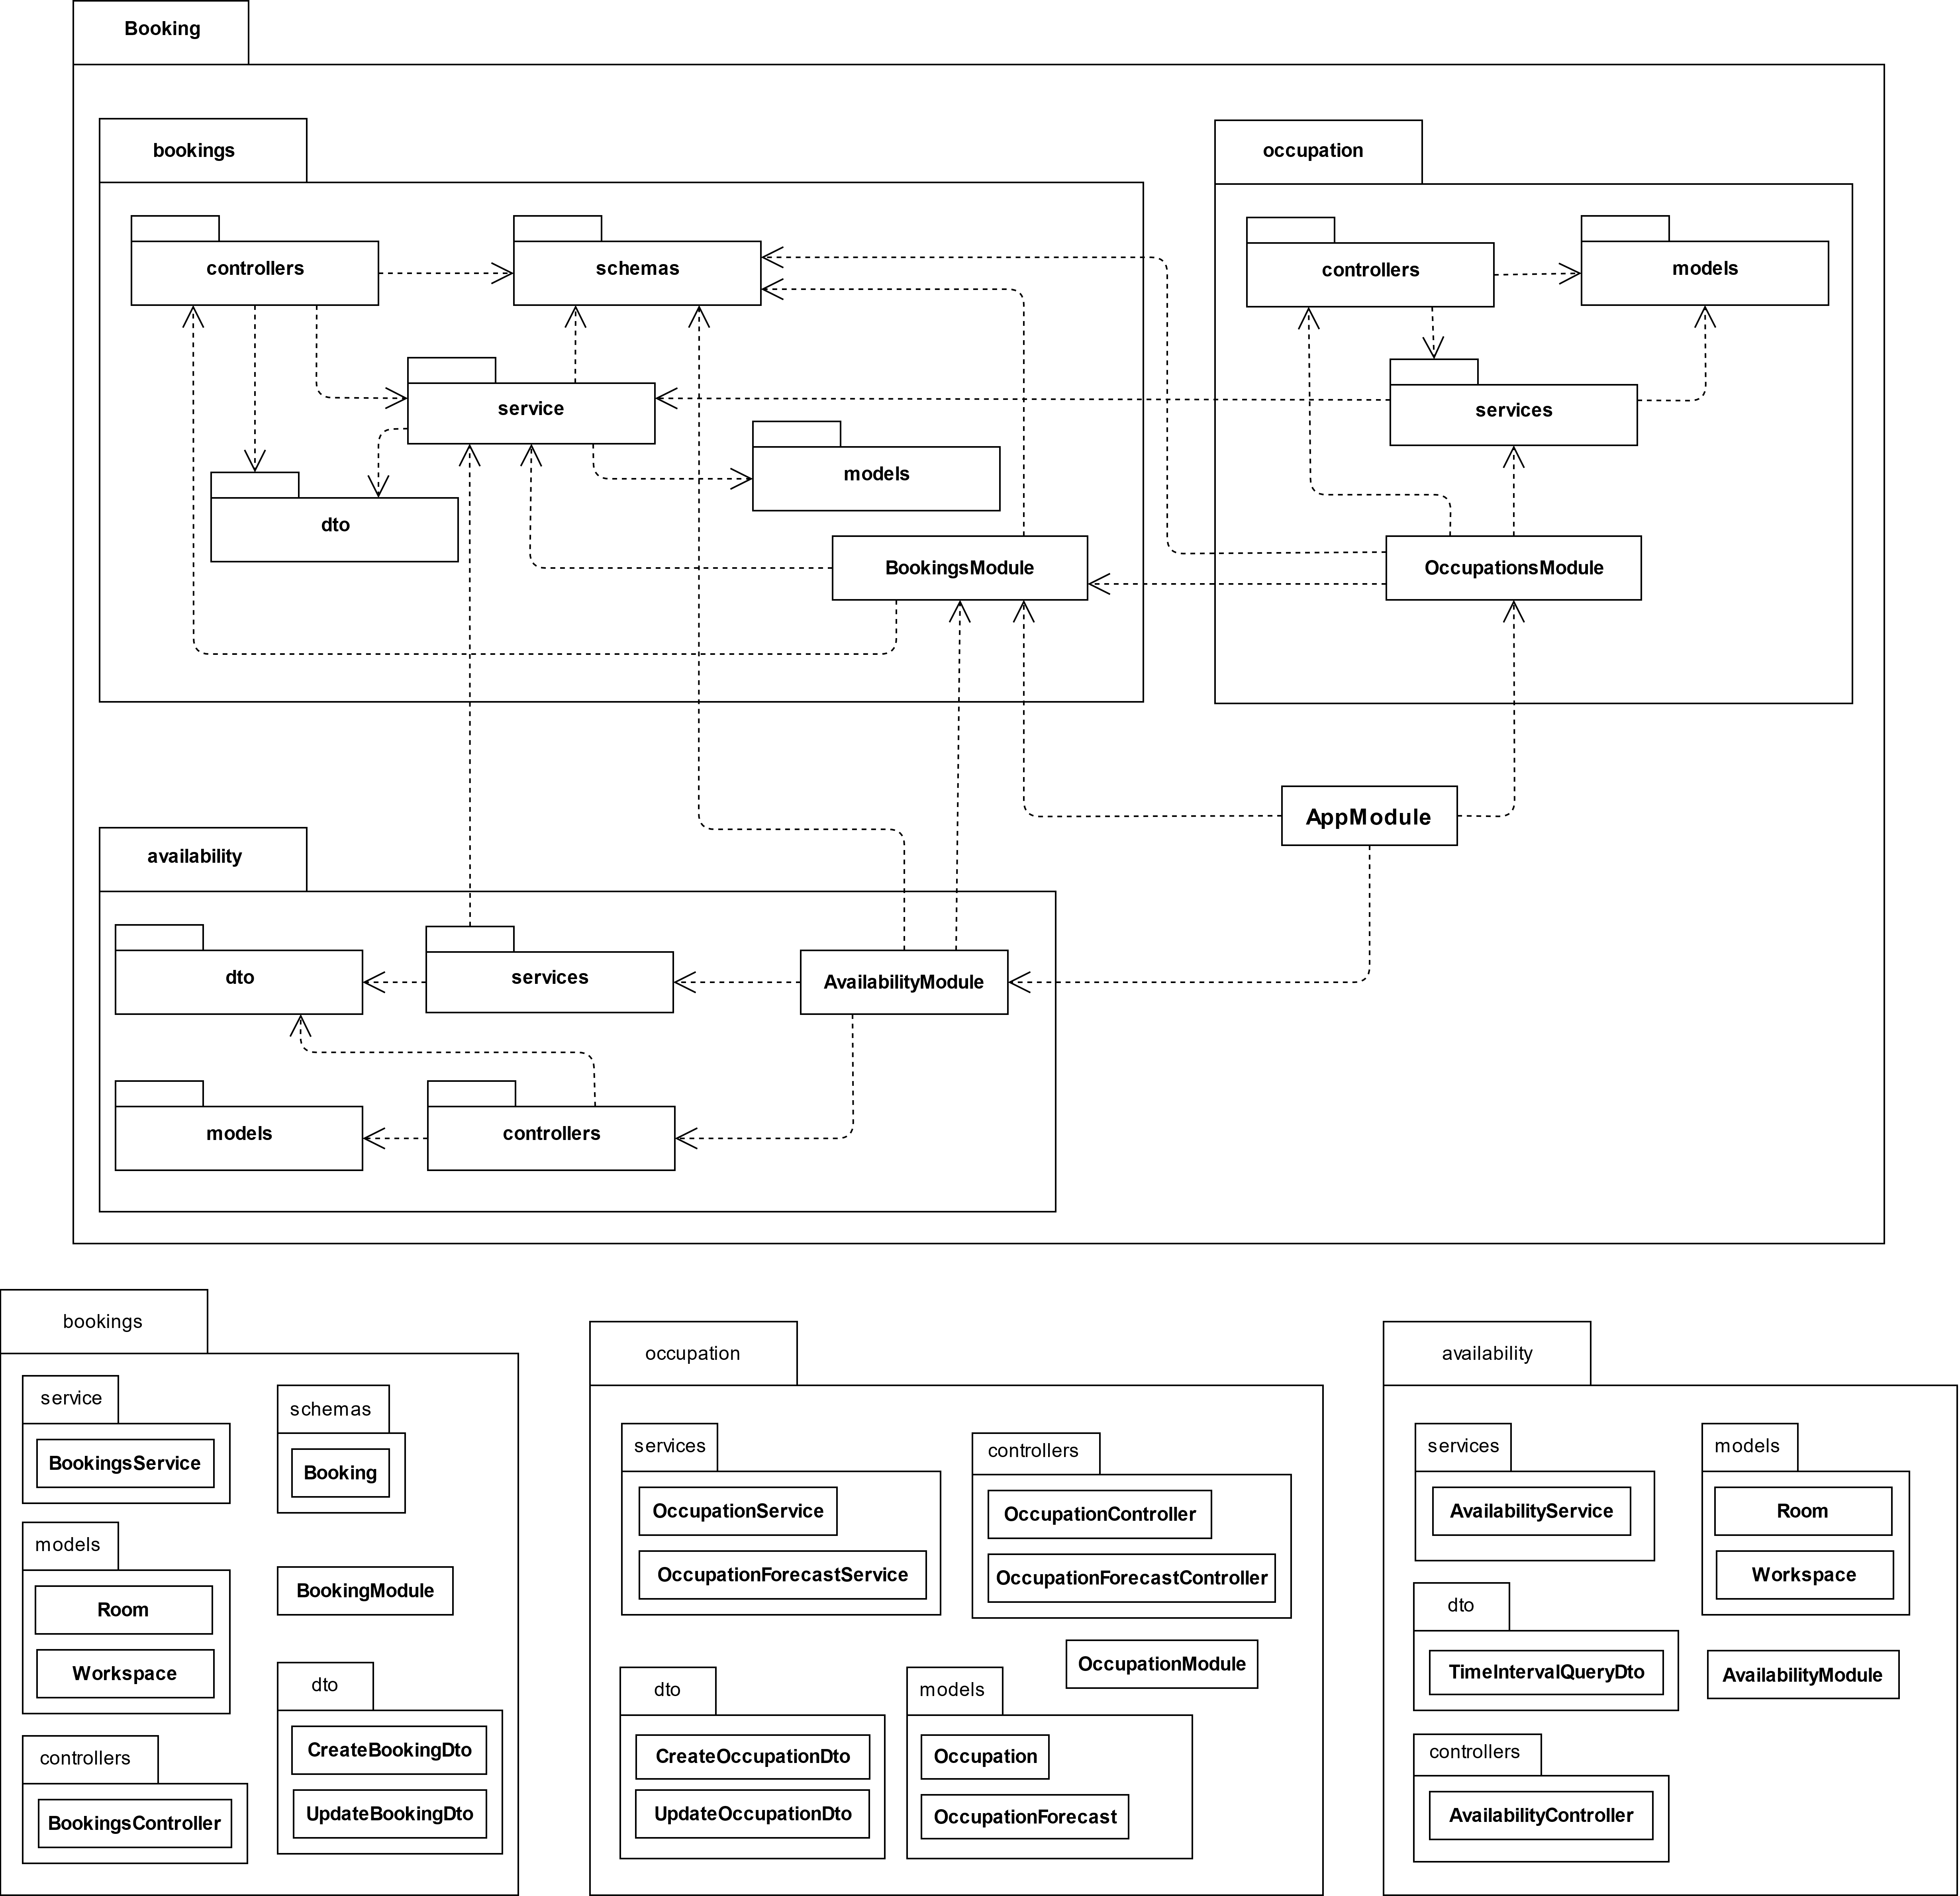 Booking
bookings
occupation
controllers
schemas
controllers
models
service
services
models
dto
BookingsModule
OccupationsModule
AppModule
availability
dto
services
AvailabilityModule
models
controllers
bookings
service
BookingsService
schemas
Booking
models
Room
Workspace
BookingModule
controllers
BookingsController
dto
CreateBookingDto
UpdateBookingDto
occupation
services
OccupationService
OccupationForecastService
controllers
OccupationController
OccupationForecastController
OccupationModule
dto
CreateOccupationDto
UpdateOccupationDto
models
Occupation
OccupationForecast
availability
services
AvailabilityService
models
Room
Workspace
dto
TimeIntervalQueryDto
AvailabilityModule
controllers
AvailabilityController